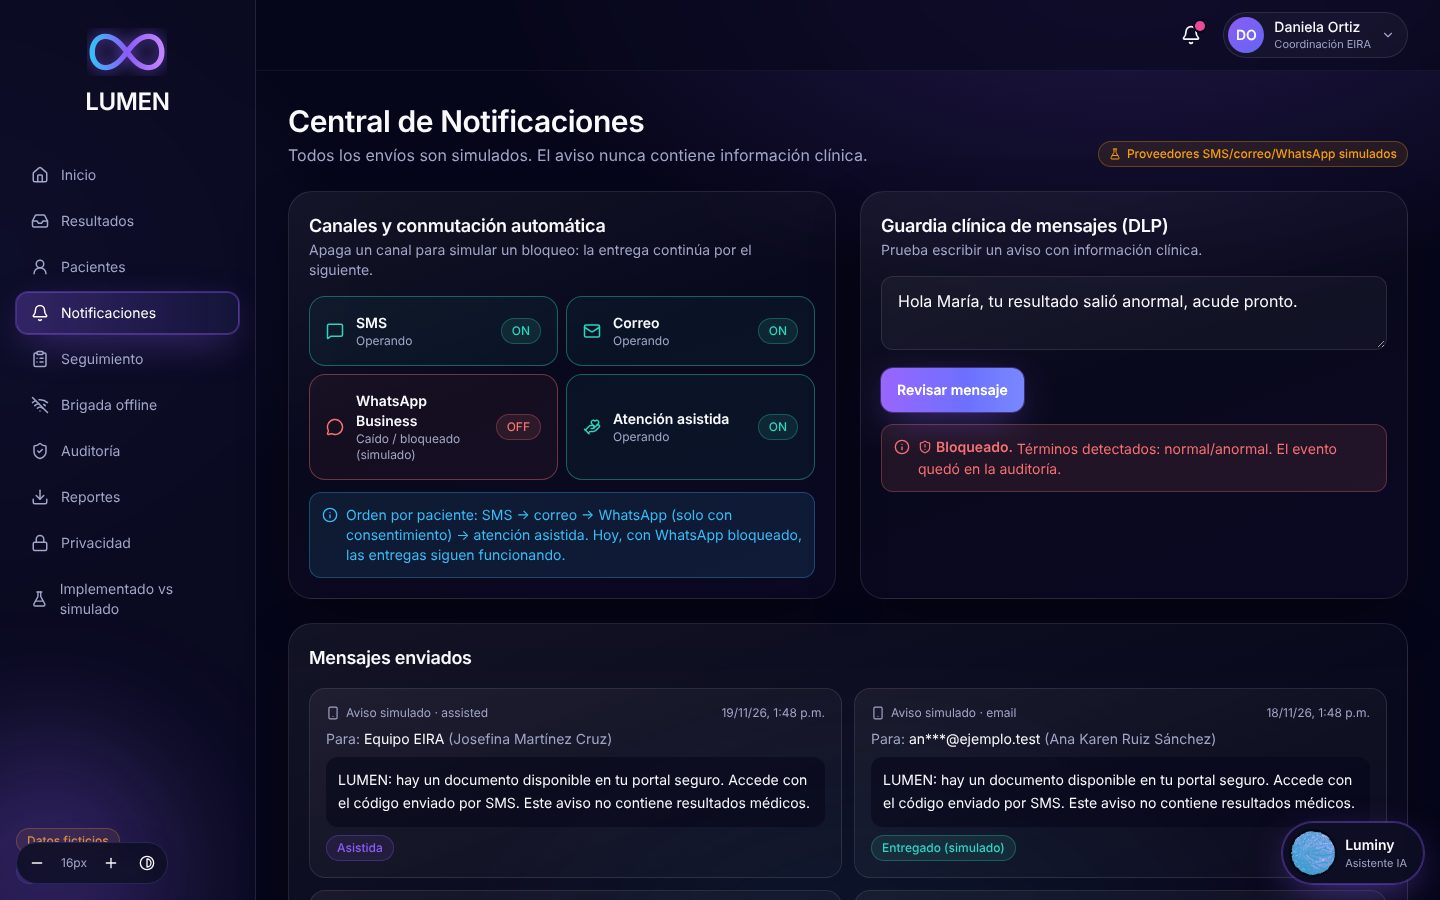 LUMEN
Inicio
Resultados
Pacientes
Notificaciones
Seguimiento
Brigada offline
Auditoría
Reportes
Privacidad
Implementado vs
simulado
Datos ficticios
16px
DO
Daniela Ortiz
Coordinación EIRA
Central de Notificaciones
Todos los envíos son simulados. El aviso nunca contiene información clínica.
Proveedores SMS/correo/WhatsApp simulados
Canales y conmutación automática
Apaga un canal para simular un bloqueo: la entrega continúa por el
siguiente.
SMS
Operando
ON
Correo
Operando
ON
WhatsApp
Business
Caído / bloqueado
(simulado)
OFF
Atención asistida
Operando
ON
Orden por paciente: SMS → correo → WhatsApp (solo con
consentimiento) → atención asistida. Hoy, con WhatsApp bloqueado,
las entregas siguen funcionando.
Guardia clínica de mensajes (DLP)
Prueba escribir un aviso con información clínica.
Hola María, tu resultado salió anormal, acude pronto.
Revisar mensaje
Bloqueado. Términos detectados: normal/anormal. El evento
quedó en la auditoría.
Mensajes enviados
Aviso simulado · assisted
19/11/26, 1:48 p.m.
Para: Equipo EIRA (Josefina Martínez Cruz)
LUMEN: hay un documento disponible en tu portal seguro. Accede con
el código enviado por SMS. Este aviso no contiene resultados médicos.
Asistida
Aviso simulado · email
18/11/26, 1:48 p.m.
Para: an***@ejemplo.test (Ana Karen Ruiz Sánchez)
LUMEN: hay un documento disponible en tu portal seguro. Accede con
el código enviado por SMS. Este aviso no contiene resultados médicos.
Entregado (simulado)
Luminy
Asistente IA